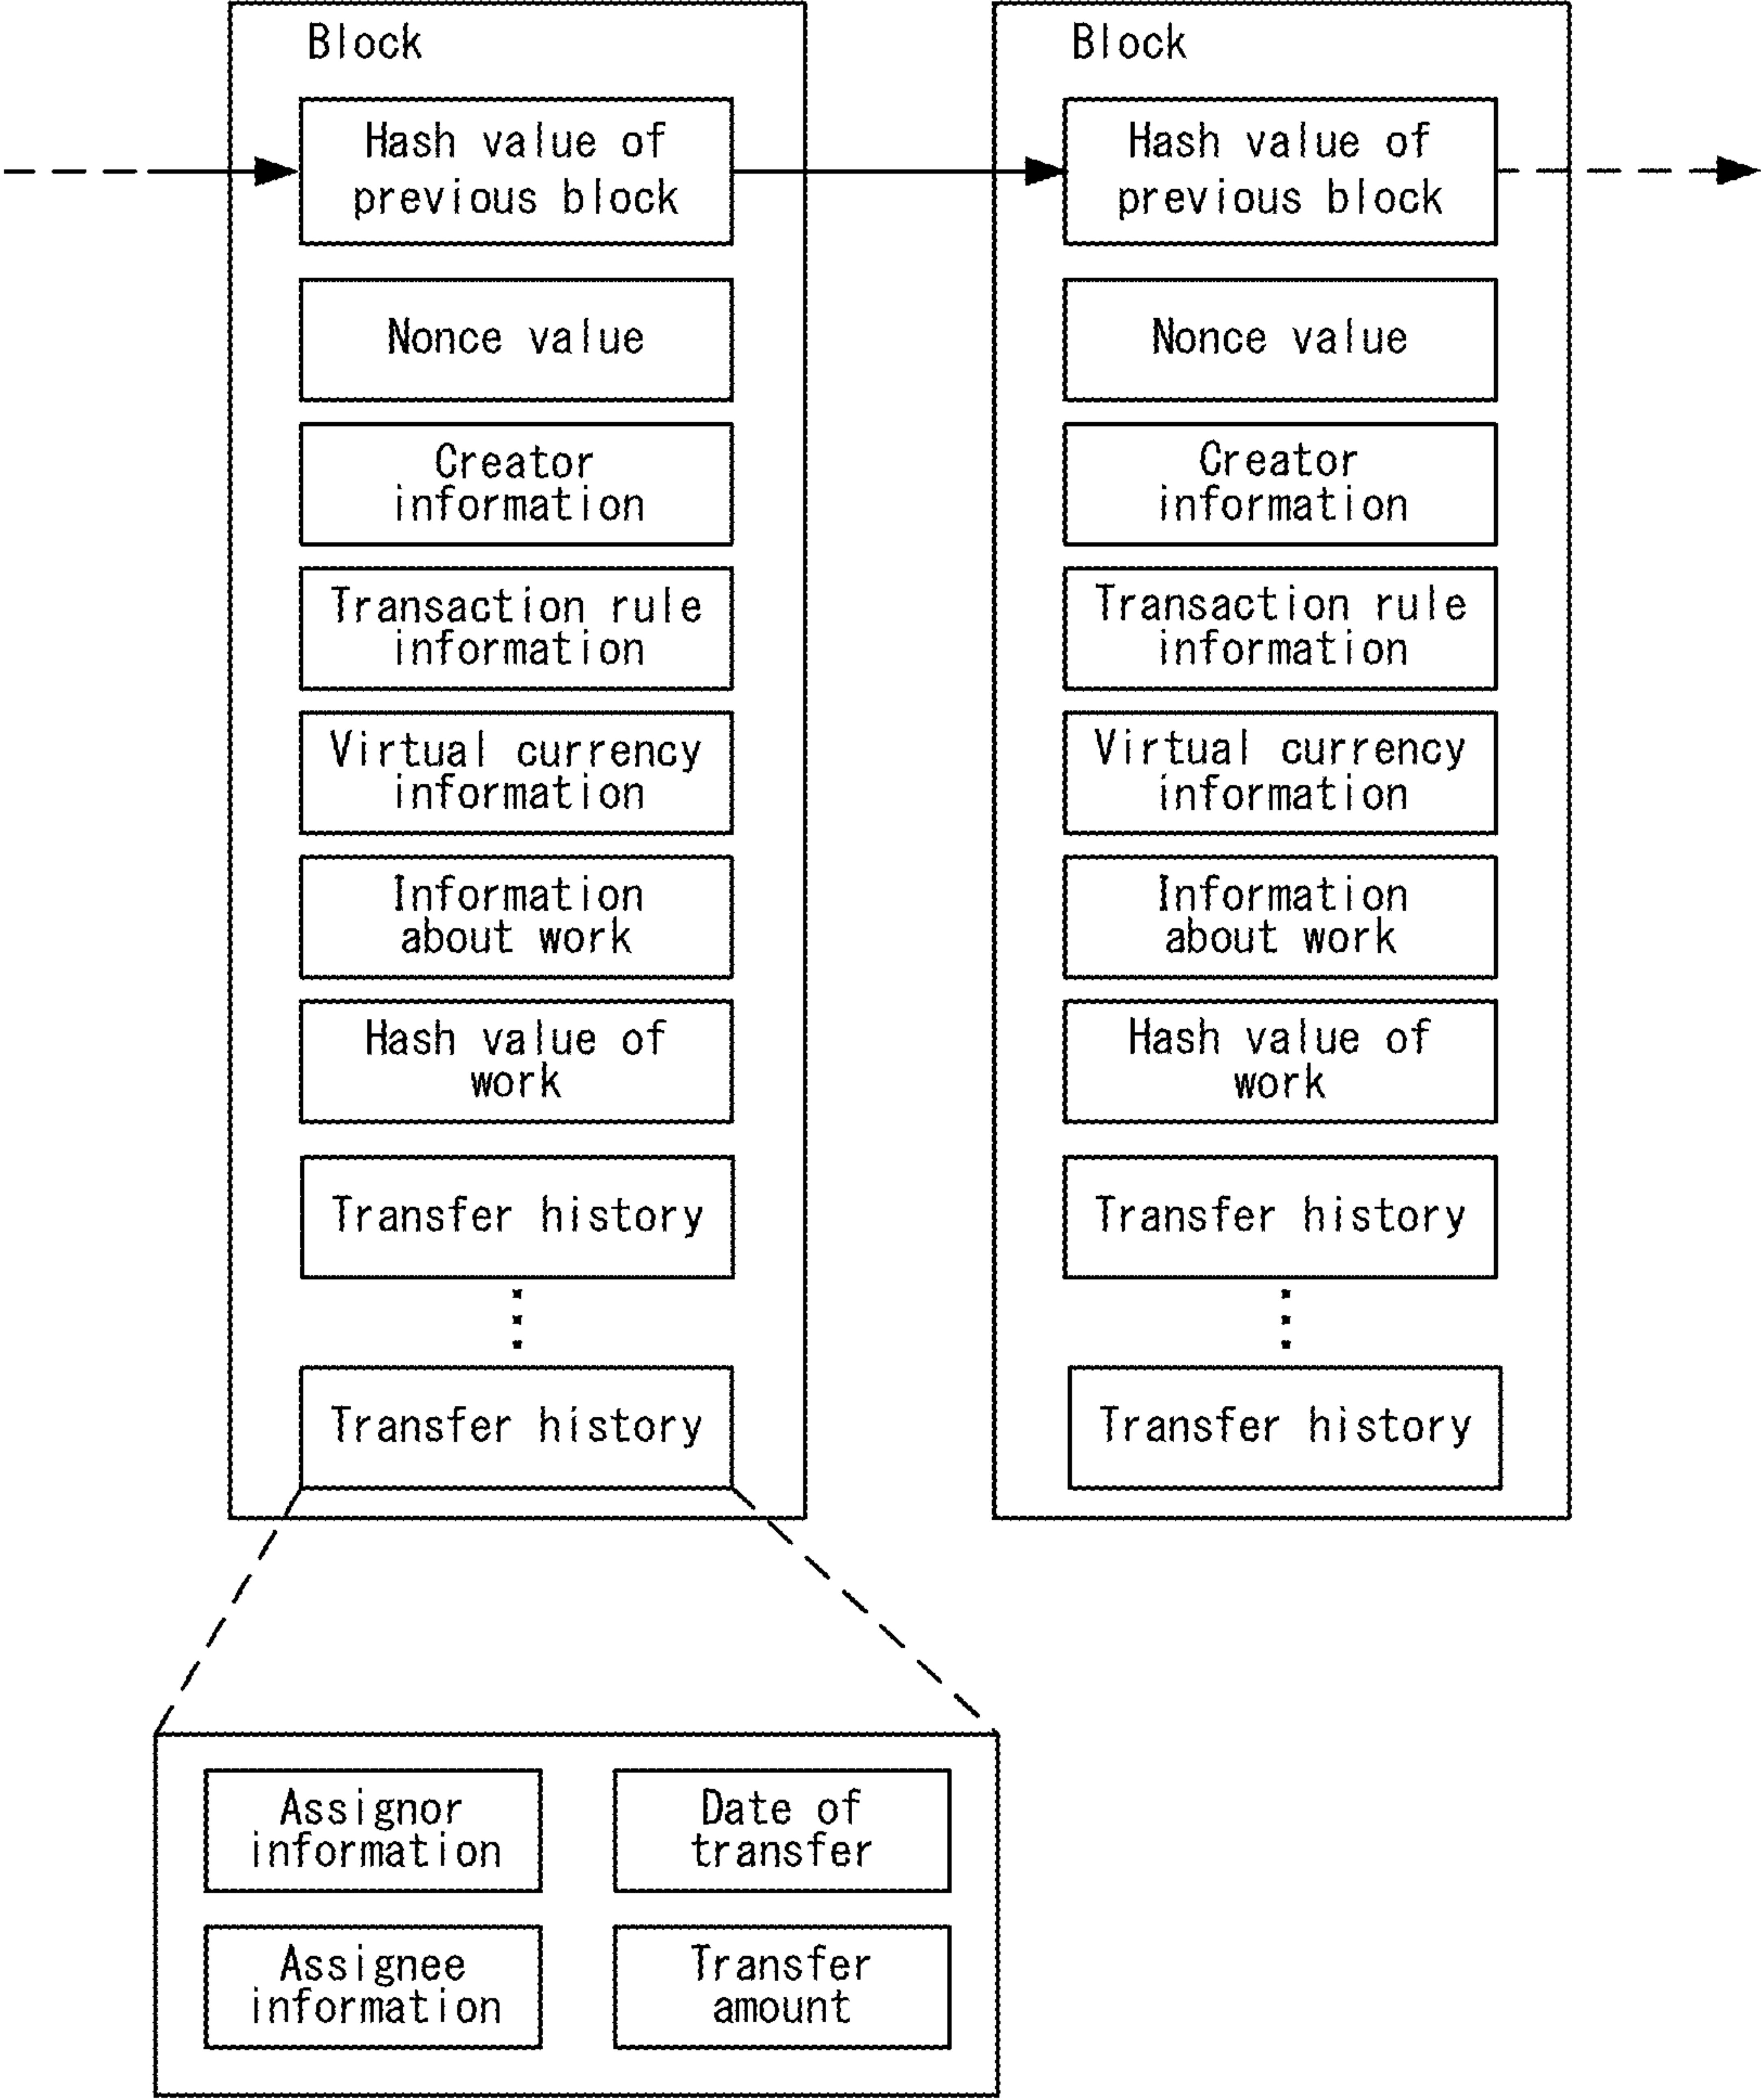 Block
Hash value of
previous block
Nonce value
Creator
information
Transaction rule
information
Virtual currency
information
Information
about work
Hash value of
work
Transfer history
Transfer history
Block
Hash value of
previous block
Nonce value
Creator
information
Transaction rule
information
Virtual currency
information
Information
about work
Hash value of
work
Transfer history
Transfer history
Assignor
information
Date of
transfer
Assignee
information
Transfer
amount